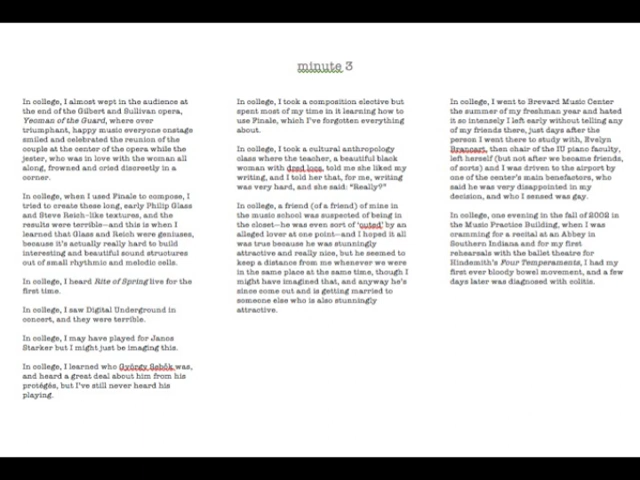 minute 3
In college, I almost wept in the audience at
the end of the Gilbert and Sullivan opera,
Yeoman of the Guard, where over
triumphant, happy music everyone onstage
smiled and celebrated the reunion of the
couple at the center of the opera while the
jester, who was in love with the woman all
along, frowned and cried discreetly in a
corner.
In college, when I used Finale to compose, I
tried to create these long, early Philip Glass
and Steve Reich-like textures, and the
results were terrible—and this is when I
learned that Glass and Reich were geniuses,
because it's actually really hard to build
interesting and beautiful sound structures
out of small rhythmic and melodic cells.
In college, I heard Rite of Spring live for the
first time.
In college, I saw Digital Underground in
concert, and they were terrible.
In college, I may have played for Janos
Starker but I might just be imagining this.
In college, I learned who György Sebők was,
and heard a great deal about him from his
protégés, but I've still never heard his
playing.
In college, I took a composition elective but
spent most of my time in it learning how to
use Finale, which I've forgotten everything
about.
In college, I took a cultural anthropology
class where the teacher, a beautiful black
woman with dred locs, told me she liked my
writing, and I told her that, for me, writing
was very hard, and she said: "Really?"
In college, a friend (of a friend) of mine in
the music school was suspected of being in
the closet—he was even sort of 'outed' by an
alleged lover at one point—and I hoped it all
was true because he was stunningly
attractive and really nice, but he seemed to
keep a distance from me whenever we were
in the same place at the same time, though I
might have imagined that, and anyway he's
since come out and is getting married to
someone else who is also stunningly
attractive.
In college, I went to Brevard Music Center
the summer of my freshman year and hated
it so intensely I left early without telling any
of my friends there, just days after the
person I went there to study with, Evelyn
Brancart, then chair of the IU piano faculty,
left herself (but not after we became friends,
of sorts) and I was driven to the airport by
one of the center's main benefactors, who
said he was very disappointed in my
decision, and who I sensed was gay.
In college, one evening in the fall of 2002 in
the Music Practice Building, when I was
cramming for a recital at an Abbey in
Southern Indiana and for my first
rehearsals with the ballet theatre for
Hindemith's Four Temperaments, I had my
first ever bloody bowel movement, and a few
days later was diagnosed with colitis.